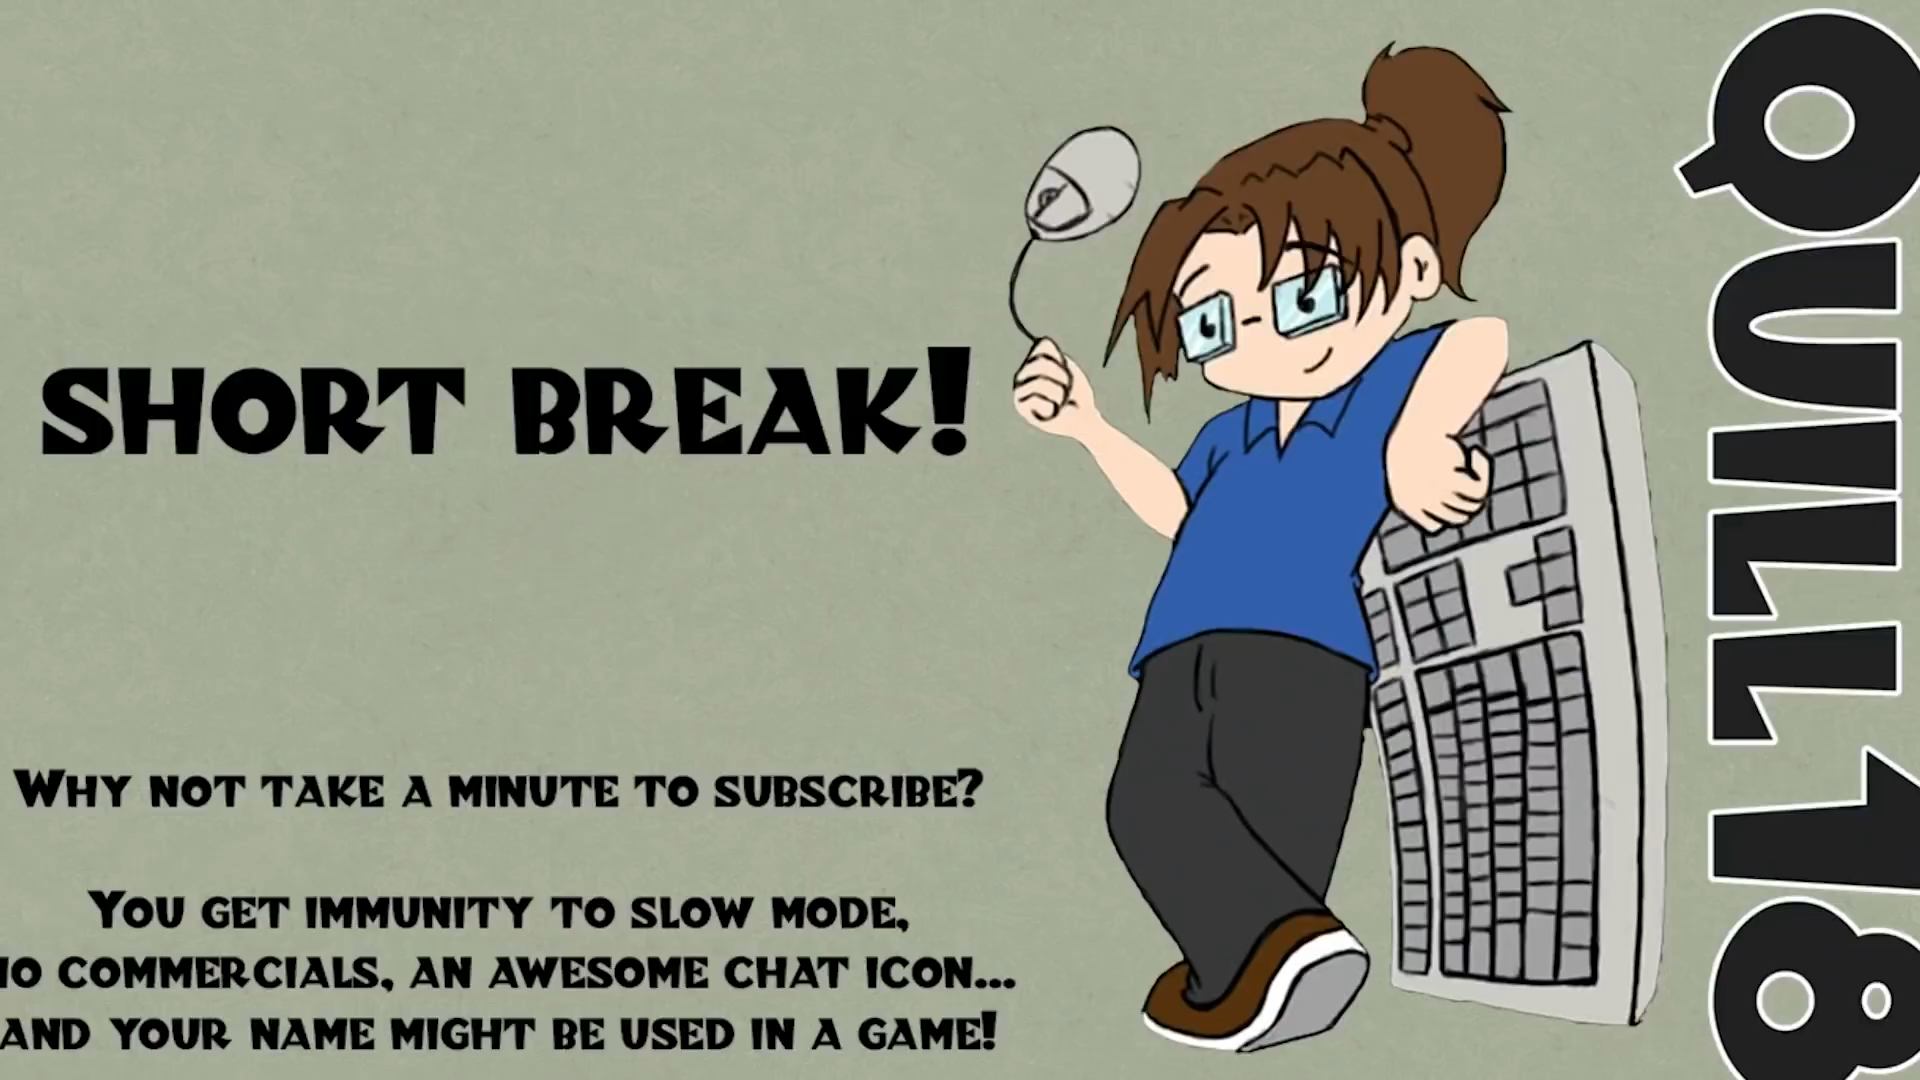 SHORT BREAK!
WHY NOT TAKE A MINUTE TO SUBSCRIBE?
YOU GET IMMUNITY TO SLOW MODE,
NO COMMERCIALS, AN AWESOME CHAT ICON...
AND YOUR NAME MIGHT BE USED IN A GAME!
QUILL18